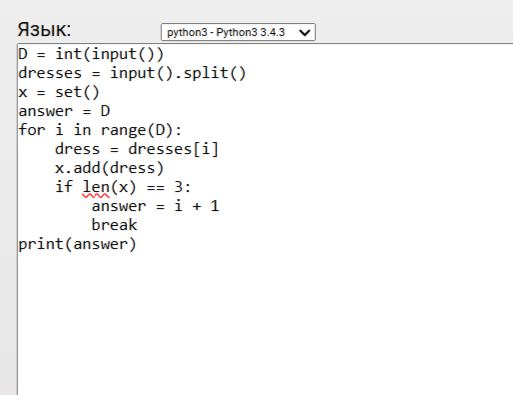 Язык: python3 - Python3 3.4.3
D = int(input())
dresses = input().split()
x = set()
answer = D
for i in range(D):
    dress = dresses[i]
    x.add(dress)
    if len(x) == 3:
        answer = i + 1
        break
print(answer)